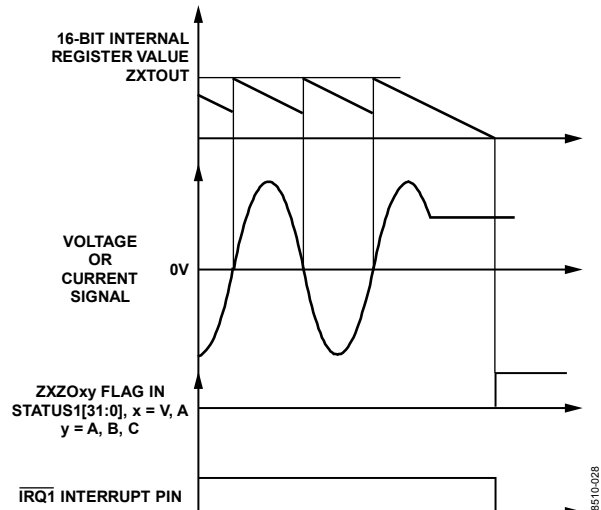 16-BIT INTERNAL
REGISTER VALUE
ZXTOUT
VOLTAGE
OR
CURRENT
SIGNAL
0V
ZXZOxy FLAG IN
STATUS1[31:0], x = V, A
y = A, B, C
IRQ1 INTERRUPT PIN
8510-028